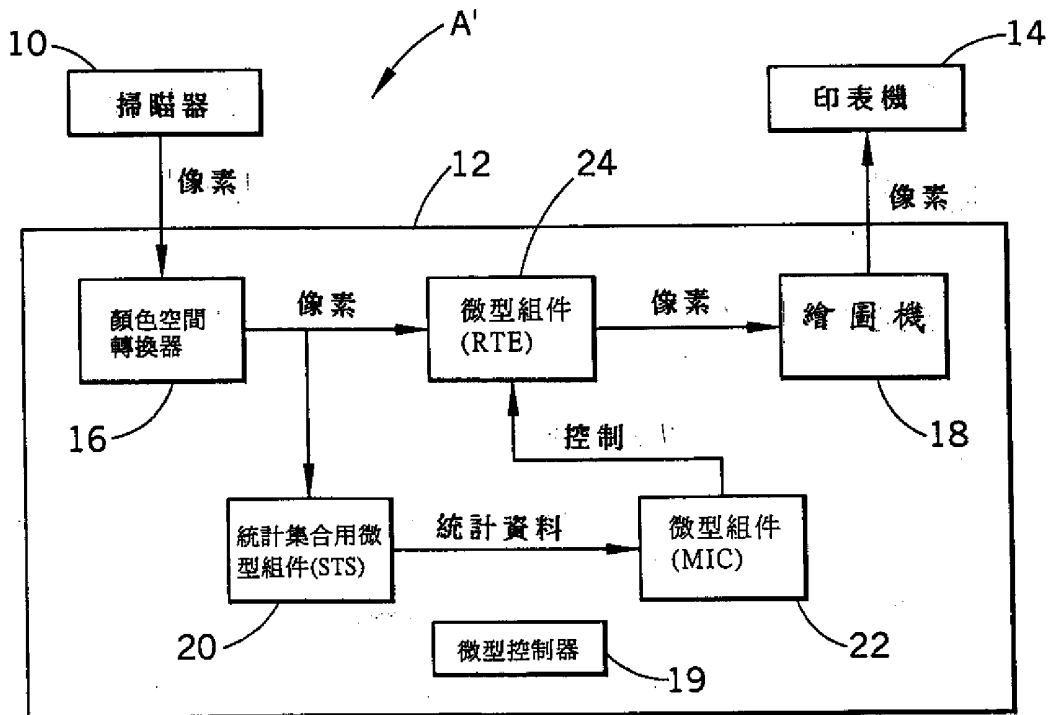 A'
10
14
掃瞄器
印表機
像素
12
24
像素
顏色空間
轉換器
像素
微型組件
(RTE)
像素
繪圖機
16
18
控制
統計集合用微
型組件(STS)
統計資料
微型組件
(MIC)
20
22
微型控制器
19